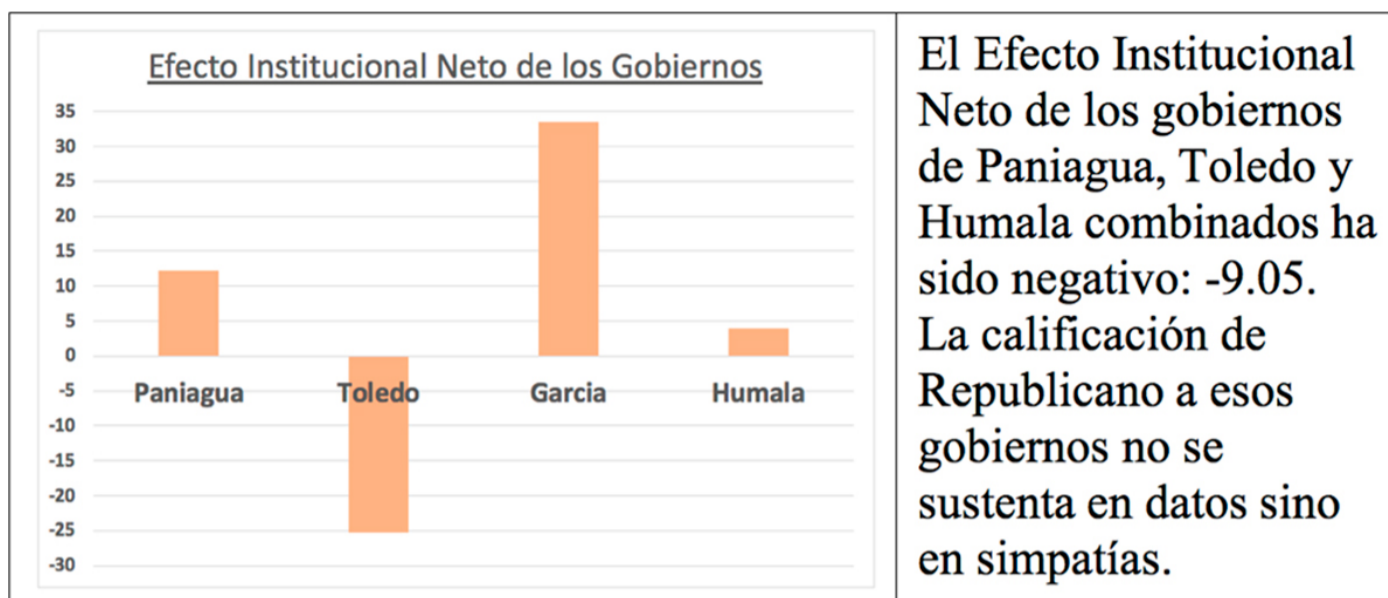 Efecto Institucional Neto de los Gobiernos
35
30
25
20
15
10
5
0
-5
-10
-15
-20
-25
-30
Paniagua Toledo Garcia Humala
El Efecto Institucional
Neto de los gobiernos
de Paniagua, Toledo y
Humala combinados ha
sido negativo: -9.05.
La calificación de
Republicano a esos
gobiernos no se
sustenta en datos sino
en simpatías.